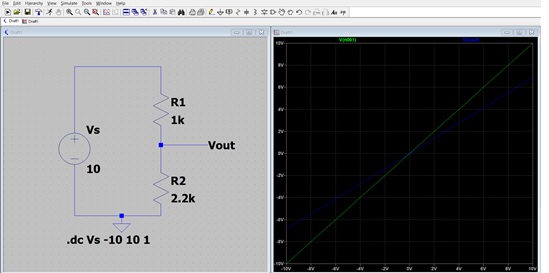 File Edit Hierarchy View Simulate Tools Window Help
Draft1 Draft1
Draft1
Draft1
R1
1k
Vs
Vout
10
R2
2.2k
.dc Vs -10 10 1
V(n001)
10V
8V
6V
4V
2V
0V
-2V
-4V
-6V
-8V
-10V
-10V -8V -6V -4V -2V 0V 2V 4V 6V 8V 10V